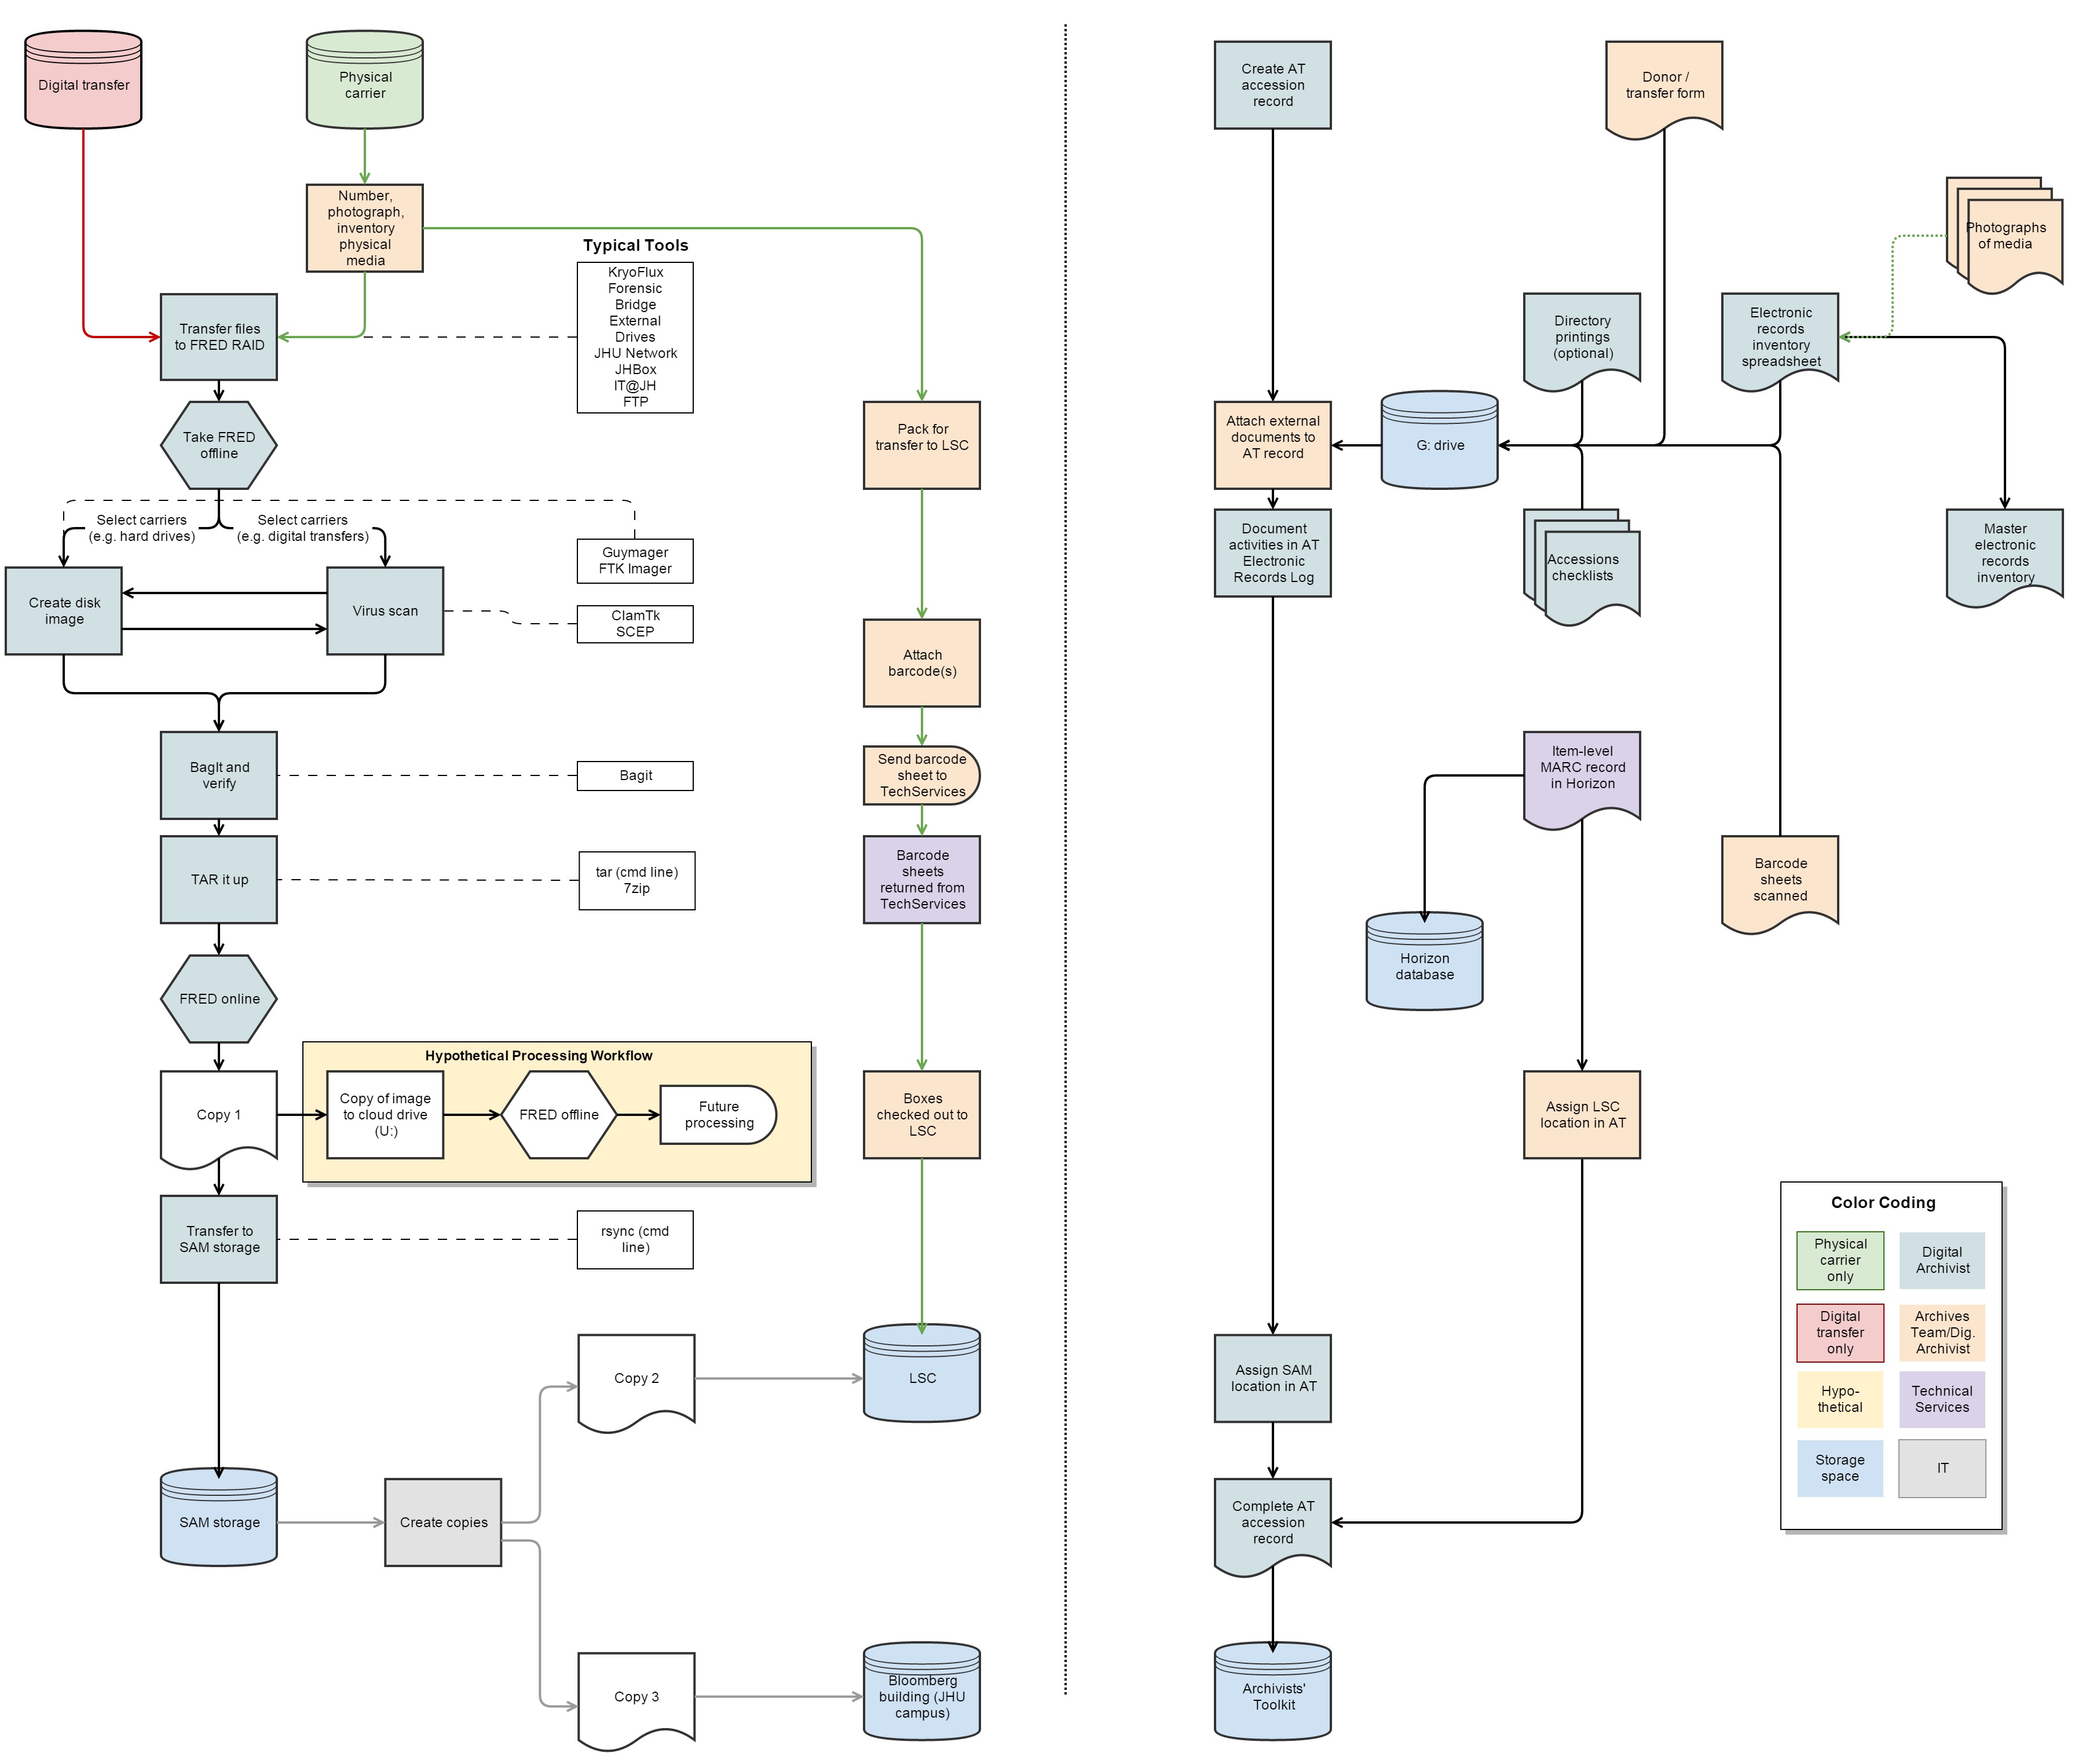 Digital transfer
Physical
carrier
Number,
photograph,
inventory
physical
media
Typical Tools
KryoFlux
Forensic
Bridge
External
Drives
JHU Network
JHBox
IT@JH
FTP
Transfer files
to FRED RAID
Take FRED
offline
Pack for
transfer to LSC
Select carriers
(e.g. hard drives)
Select carriers
(e.g. digital transfers)
Guymager
FTK Imager
Create disk
image
Virus scan
ClamTk
SCEP
Attach
barcode(s)
BagIt and
verify
Bagit
Send barcode
sheet to
TechServices
TAR it up
tar (cmd line)
7zip
Barcode
sheets
returned from
TechServices
FRED online
Hypothetical Processing Workflow
Copy 1
Copy of image
to cloud drive
(U:)
FRED offline
Future
processing
Boxes
checked out to
LSC
Transfer to
SAM storage
rsync (cmd
line)
Copy 2
LSC
SAM storage
Create copies
Copy 3
Bloomberg
building (JHU
campus)
Create AT
accession
record
Donor /
transfer form
Photographs
of media
Directory
printings
(optional)
Electronic
records
inventory
spreadsheet
Attach external
documents to
AT record
G: drive
Document
activities in AT
Electronic
Records Log
Accessions
checklists
Master
electronic
records
inventory
Item-level
MARC record
in Horizon
Barcode
sheets
scanned
Horizon
database
Assign LSC
location in AT
Assign SAM
location in AT
Complete AT
accession
record
Archivists'
Toolkit
Color Coding
Physical
carrier
only
Digital
Archivist
Digital
transfer
only
Archives
Team/Dig.
Archivist
Hypo-
thetical
Technical
Services
Storage
space
IT